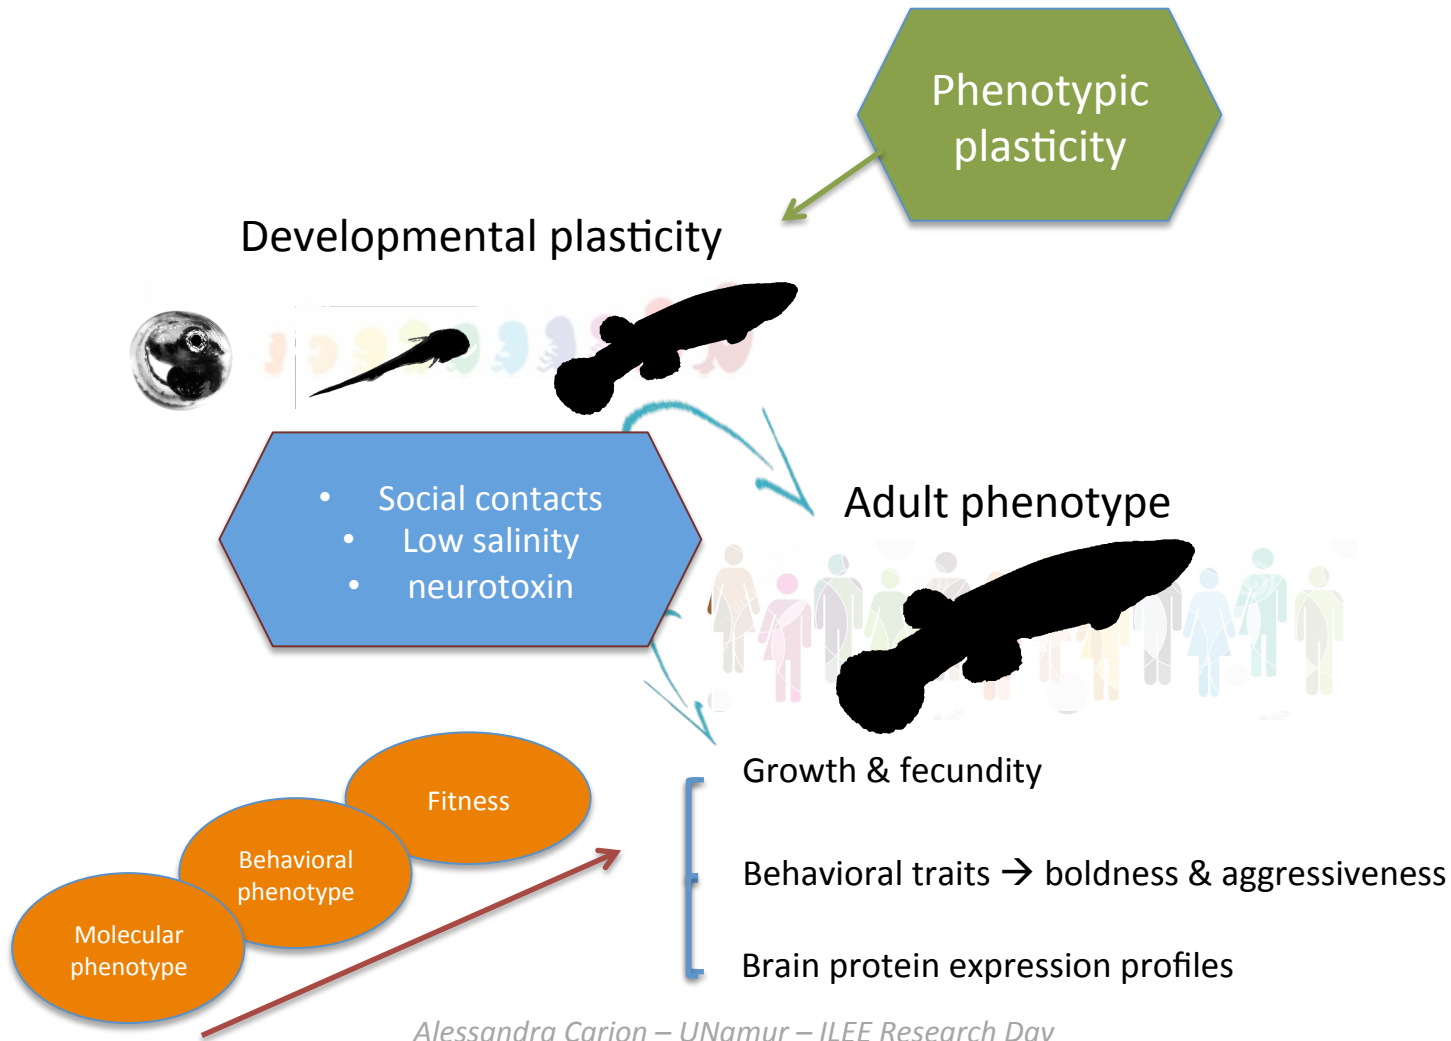 Phenotypic
plasticity
Developmental plasticity
• Social contacts
• Low salinity
• neurotoxin
Adult phenotype
Growth & fecundity
Behavioral traits → boldness & aggressiveness
Brain protein expression profiles
Fitness
Behavioral
phenotype
Molecular
phenotype
Alessandra Carion – UNamur – ILEE Research Day